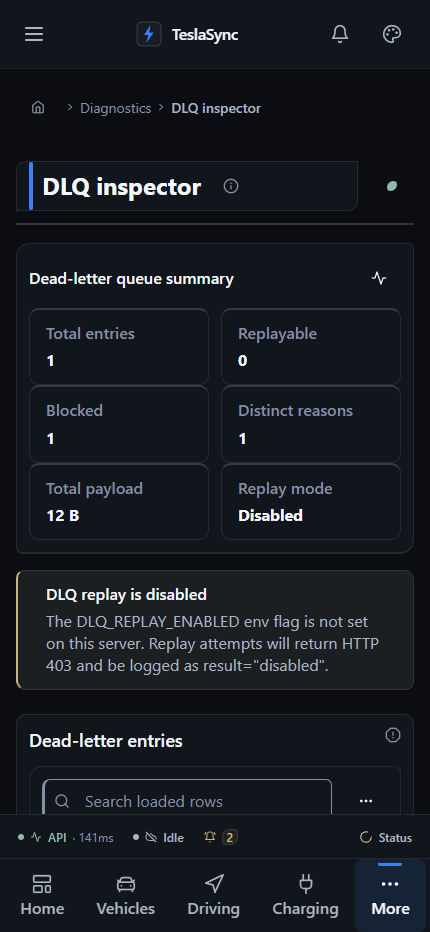 TeslaSync
Diagnostics
DLQ inspector
DLQ inspector
Dead-letter queue summary
Total entries
1
Replayable
0
Blocked
1
Distinct reasons
1
Total payload
12 B
Replay mode
Disabled
DLQ replay is disabled
The DLQ_REPLAY_ENABLED env flag is not set
on this server. Replay attempts will return HTTP
403 and be logged as result="disabled".
Dead-letter entries
Search loaded rows
API · 141ms
Idle
2
Status
Home
Vehicles
Driving
Charging
More